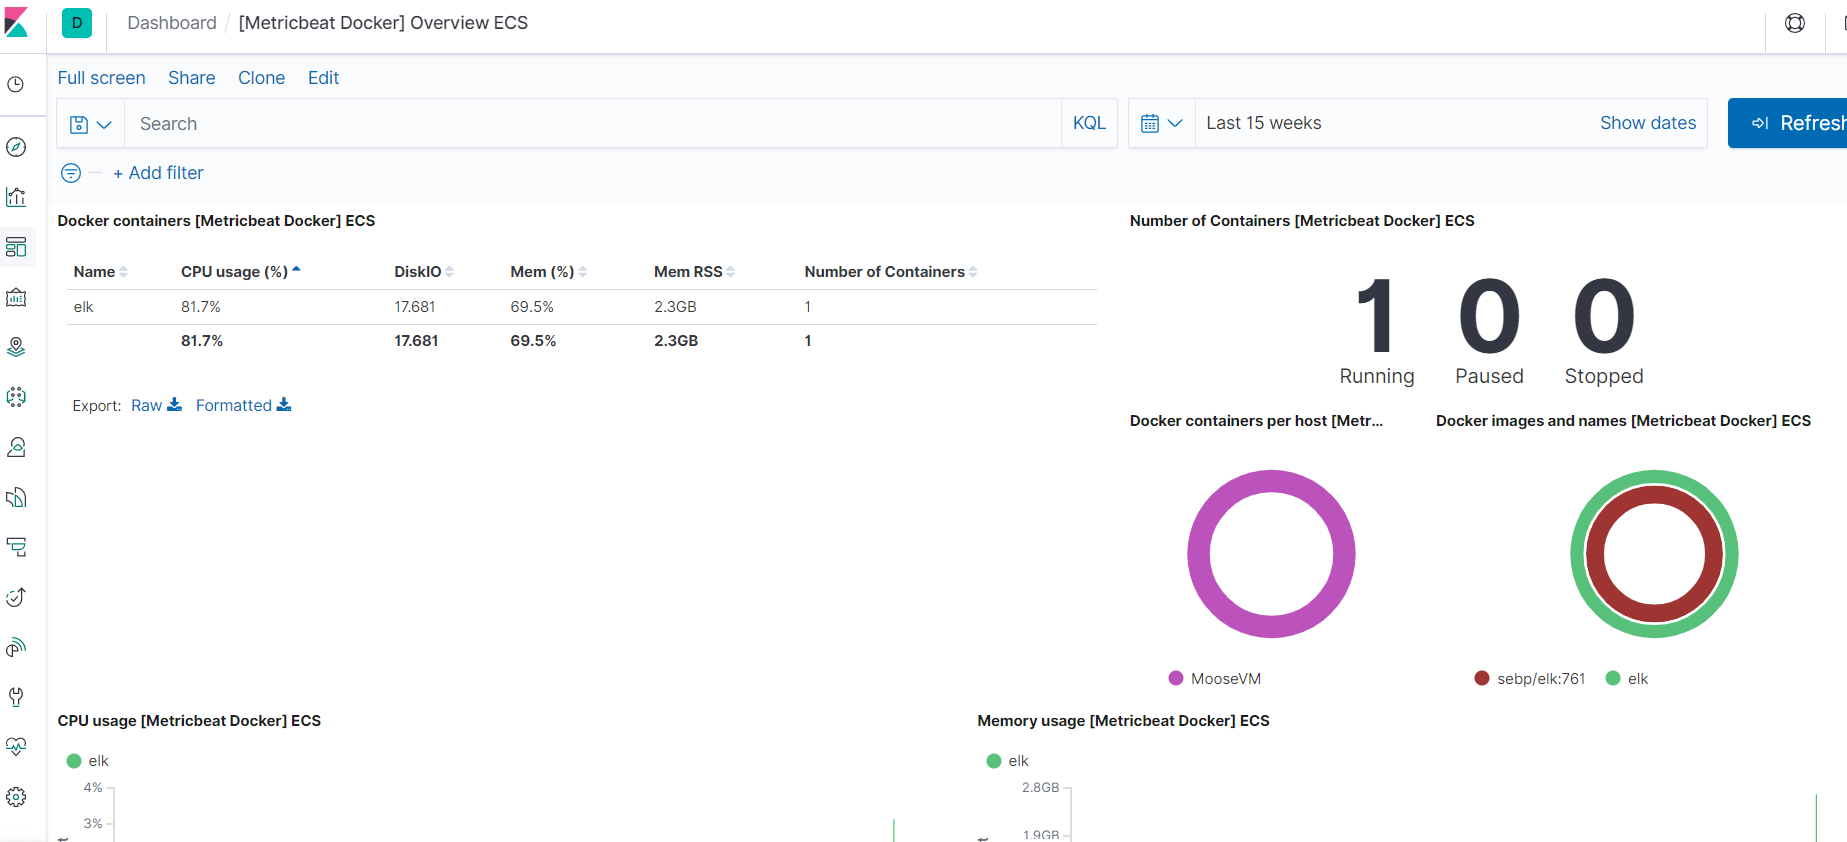 D Dashboard / [Metricbeat Docker] Overview ECS
Full screen Share Clone Edit
Search KQL Last 15 weeks Show dates Refresh
+ Add filter
Docker containers [Metricbeat Docker] ECS
Name CPU usage (%) DiskIO Mem (%) Mem RSS Number of Containers
elk 81.7% 17.681 69.5% 2.3GB 1
81.7% 17.681 69.5% 2.3GB 1
Export: Raw Formatted
Number of Containers [Metricbeat Docker] ECS
1 0 0
Running Paused Stopped
Docker containers per host [Metr...
MooseVM
Docker images and names [Metricbeat Docker] ECS
sebp/elk:761 elk
CPU usage [Metricbeat Docker] ECS
elk
4%
3%
Memory usage [Metricbeat Docker] ECS
elk
2.8GB
1.9GB